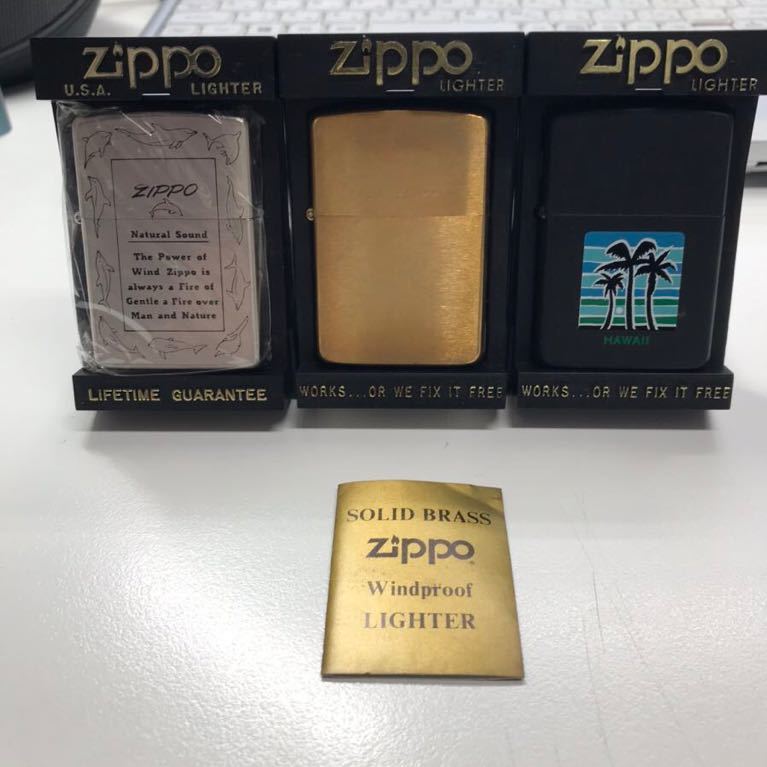 Zippo
U.S.A. LIGHTER
ZIPPO
Natural Sound
The Power of
Wind Zippo is
always a Fire of
Gentle a Fire over
Man and Nature
LIFETIME GUARANTEE
Zippo
LIGHTER
WORKS...OR WE FIX IT FREE
Zippo
LIGHTER
HAWAII
WORKS...OR WE FIX IT FREE
SOLID BRASS
Zippo
Windproof
LIGHTER